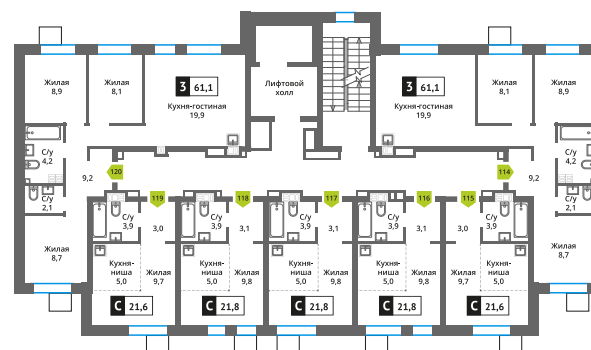 Жилая
8,9
Жилая
8,1
3 61,1
Кухня-гостиная
19,9
Лифтовой
холл
3 61,1
Кухня-гостиная
19,9
Жилая
8,1
Жилая
8,9
С/у
4,2
9,2
120
114
9,2
С/у
4,2
С/у
2,1
119
118
117
116
115
С/у
2,1
С/у
3,9
3,0
С/у
3,9
3,1
С/у
3,9
3,1
С/у
3,9
3,1
3,0
С/у
3,9
Жилая
8,7
Кухня-
ниша
5,0
Жилая
9,7
Кухня-
ниша
5,0
Жилая
9,8
Кухня-
ниша
5,0
Жилая
9,8
Кухня-
ниша
5,0
Жилая
9,8
Жилая
9,7
Кухня-
ниша
5,0
Жилая
8,7
С 21,6
С 21,8
С 21,8
С 21,8
С 21,6